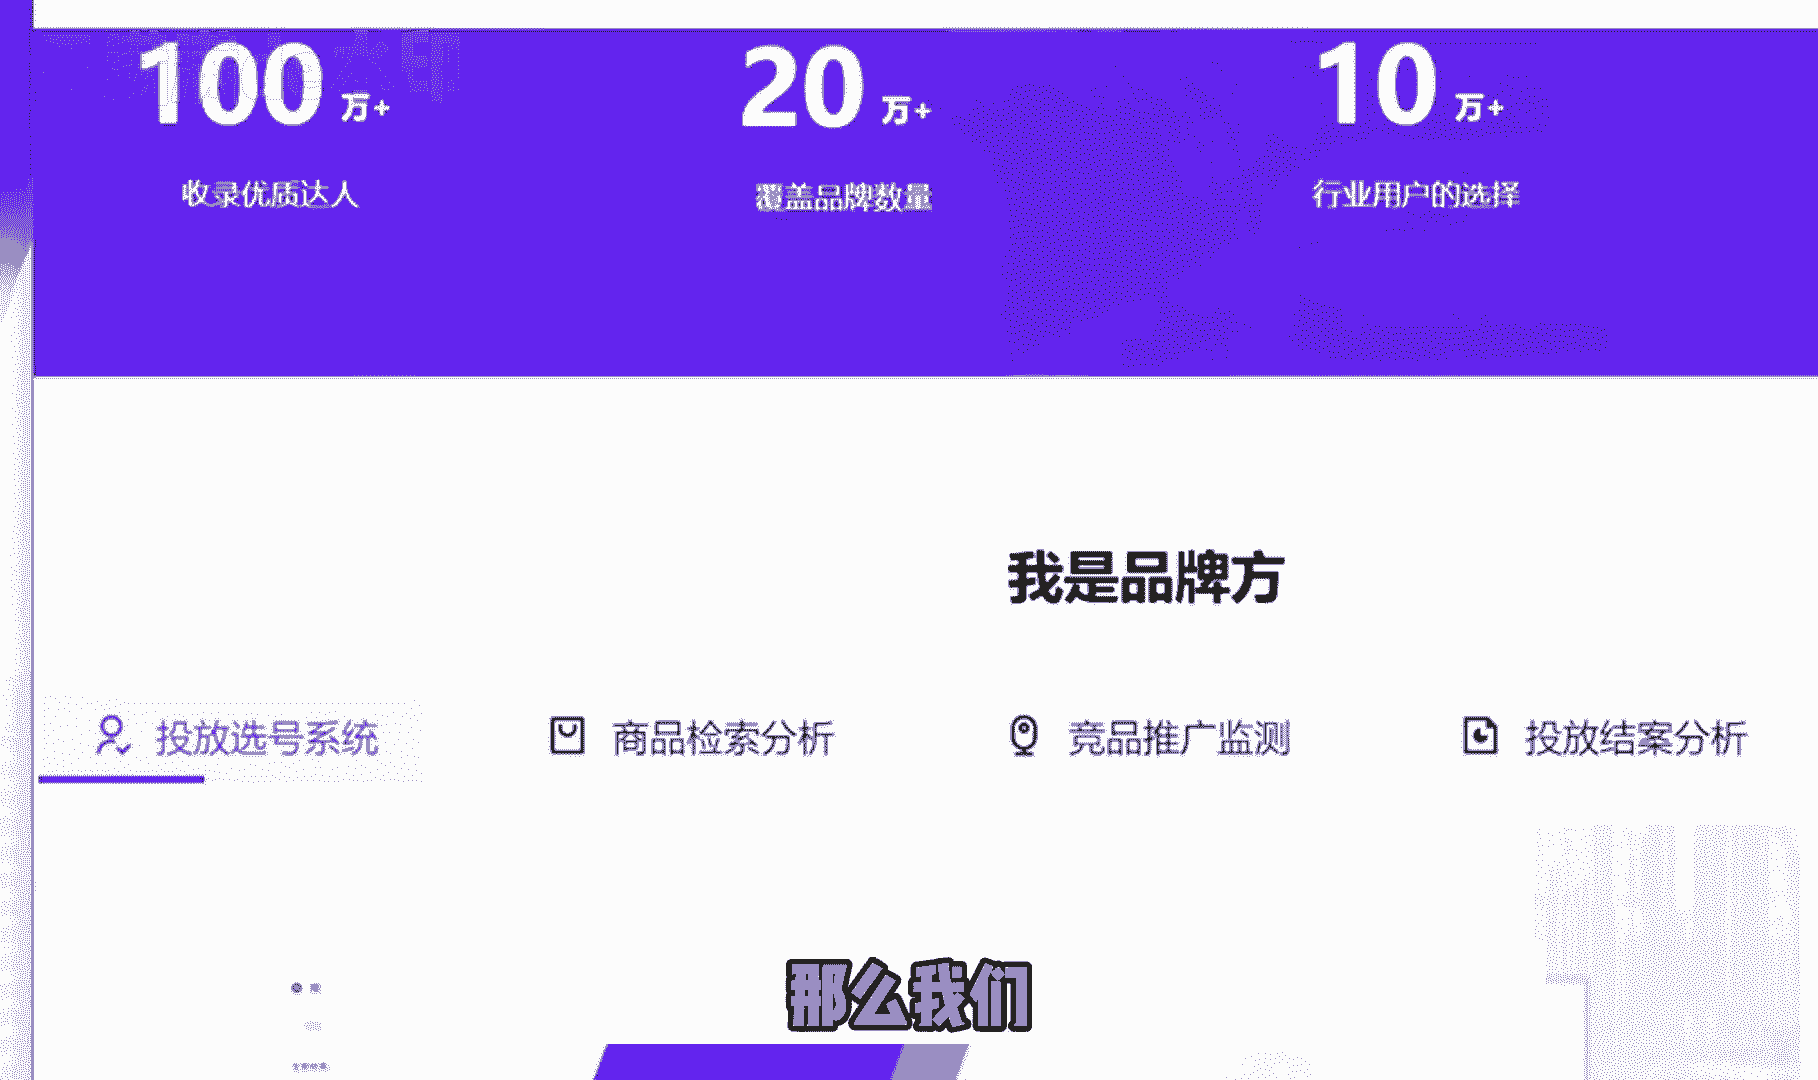 100 万+
20 万+
10 万+
收录优质达人
覆盖品牌数量
行业用户的选择
我是品牌方
投放选号系统
商品检索分析
竞品推广监测
投放结案分析
那么我们